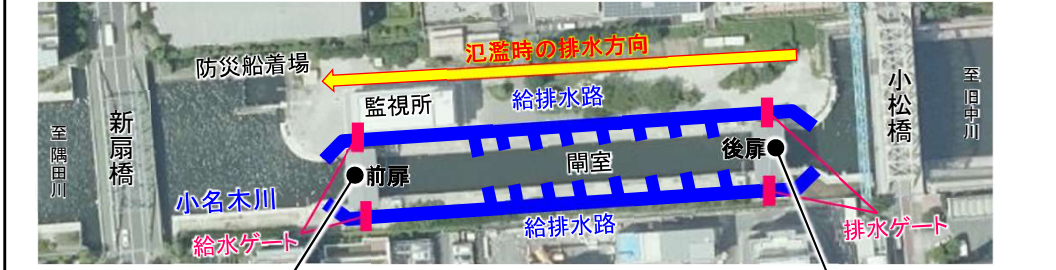 氾濫時の排水方向
防災船着場
監視所
給排水路
小松橋
至 旧中川
新扇橋
至 隅田川
後扉
閘室
前扉
小名木川
給水ゲート
給排水路
排水ゲート